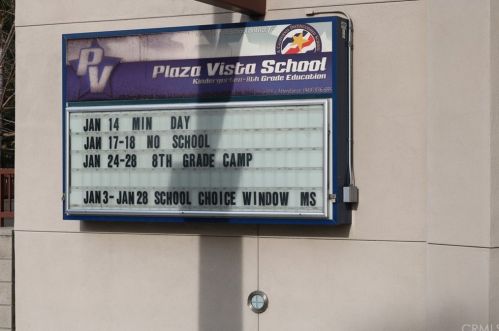 PV
Plaza Vista School
Kindergarten-8th Grade Education
JAN 14 MIN DAY
JAN 17-18 NO SCHOOL
JAN 24-28 8TH GRADE CAMP
JAN 3-JAN 28 SCHOOL CHOICE WINDOW MS
CRMLS